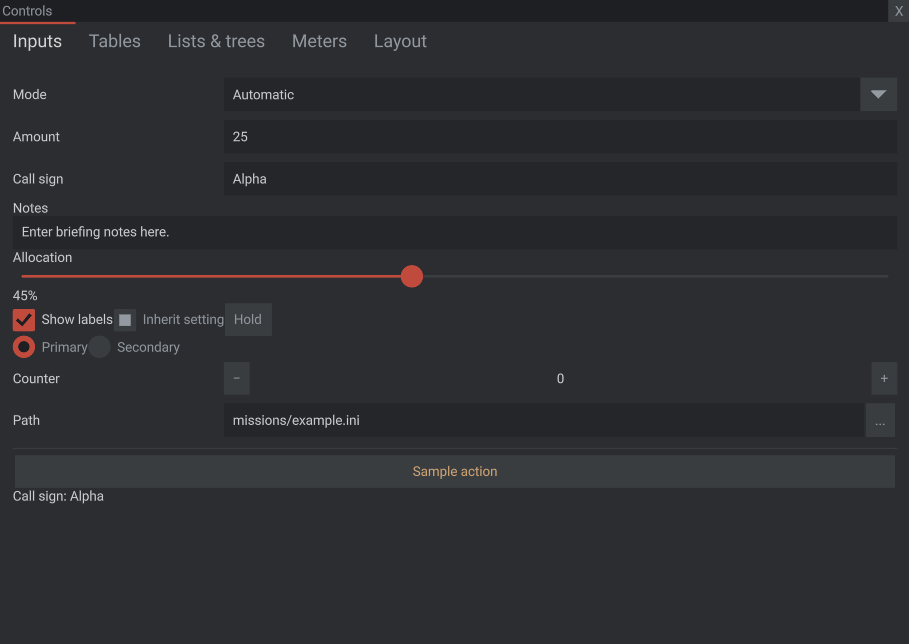 Controls X
Inputs Tables Lists & trees Meters Layout
Mode Automatic
Amount 25
Call sign Alpha
Notes
Enter briefing notes here.
Allocation
45%
Show labels Inherit setting Hold
Primary Secondary
Counter − 0 +
Path missions/example.ini ...
Sample action
Call sign: Alpha